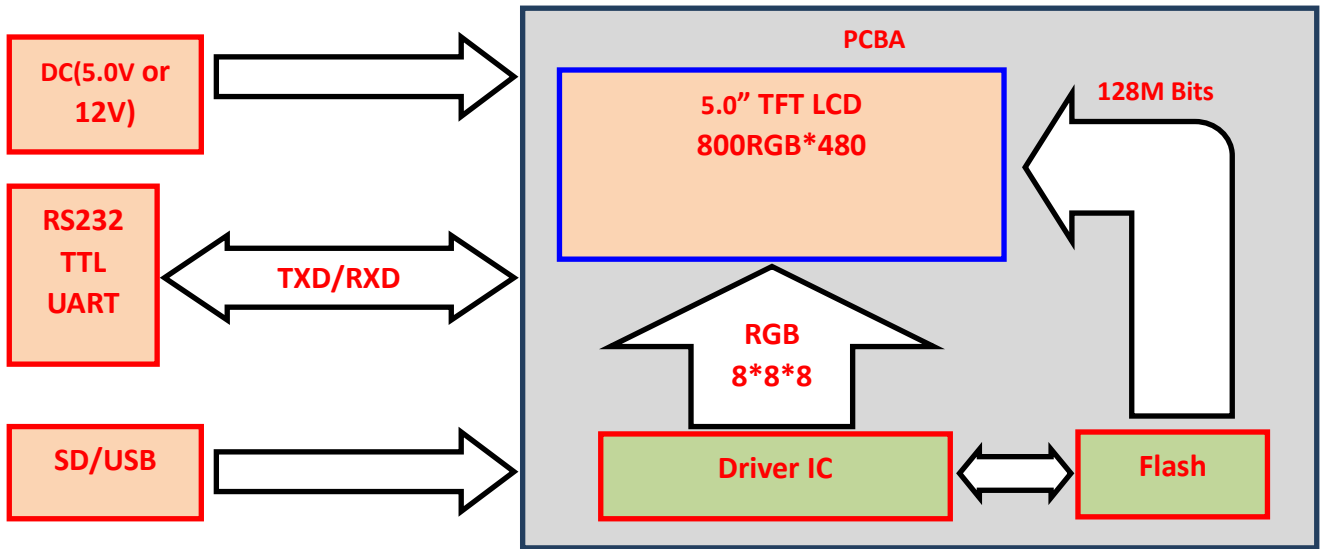 DC(5.0V or
12V)
RS232
TTL
UART
TXD/RXD
SD/USB
PCBA
5.0” TFT LCD
800RGB*480
128M Bits
RGB
8*8*8
Driver IC
Flash